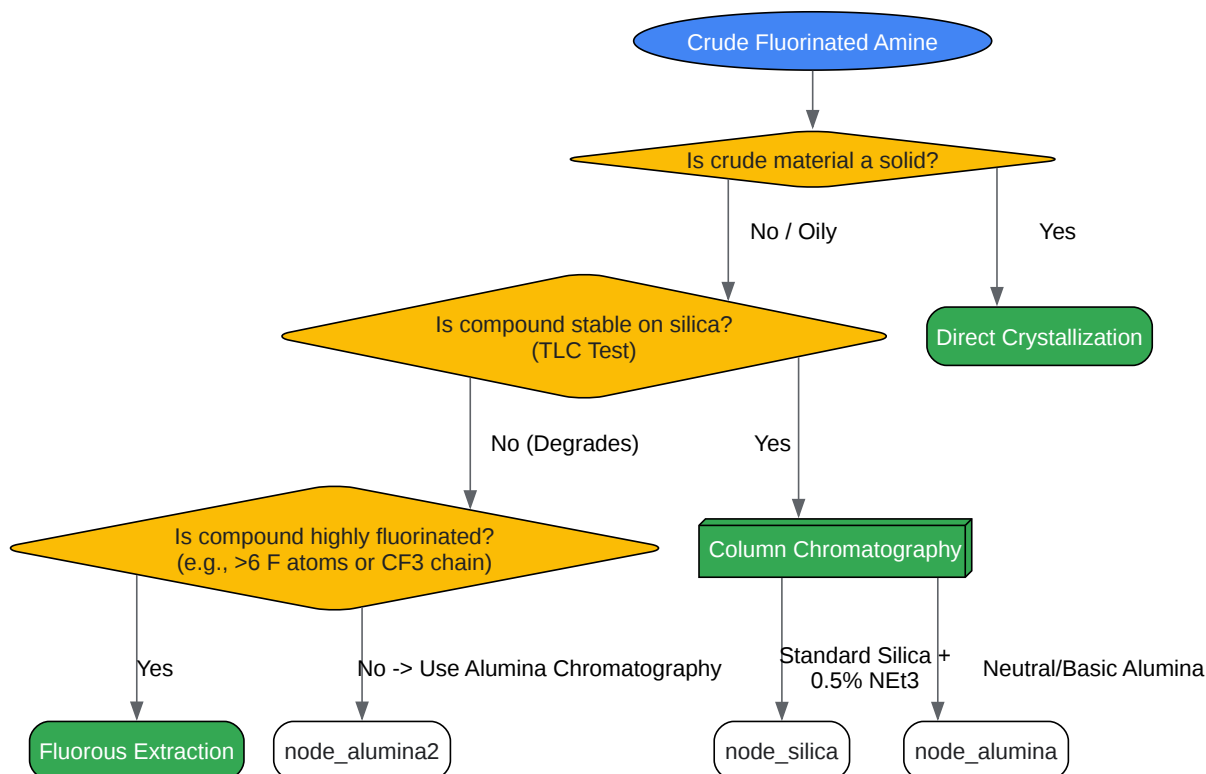 Crude Fluorinated Amine
Is crude material a solid?
No / Oily
Yes
Is compound stable on silica?
(TLC Test)
Direct Crystallization
No (Degrades)
Yes
Is compound highly fluorinated?
(e.g., >6 F atoms or CF3 chain)
Column Chromatography
Yes
No -> Use Alumina Chromatography
Standard Silica +
0.5% NEt3
Neutral/Basic Alumina
Fluorous Extraction
node_alumina2
node_silica
node_alumina